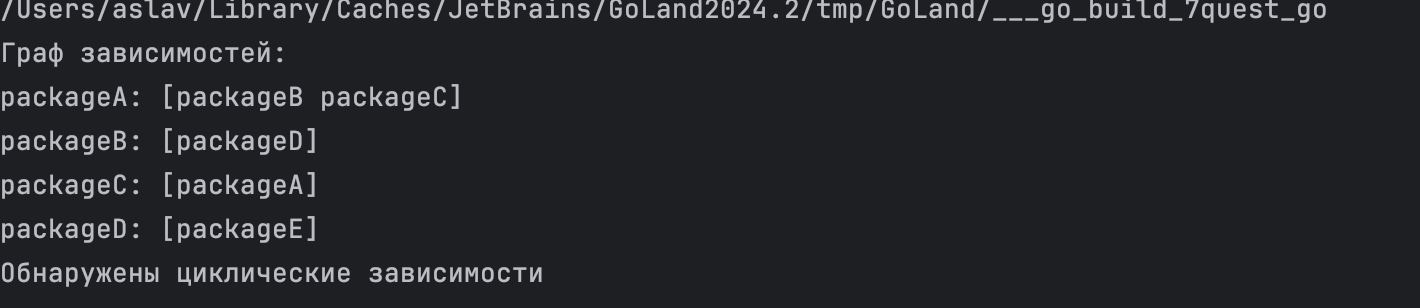 /Users/aslav/Library/Caches/JetBrains/GoLand2024.2/tmp/GoLand/___go_build_7quest_go
Граф зависимостей:
packageA: [packageB packageC]
packageB: [packageD]
packageC: [packageA]
packageD: [packageE]
Обнаружены циклические зависимости